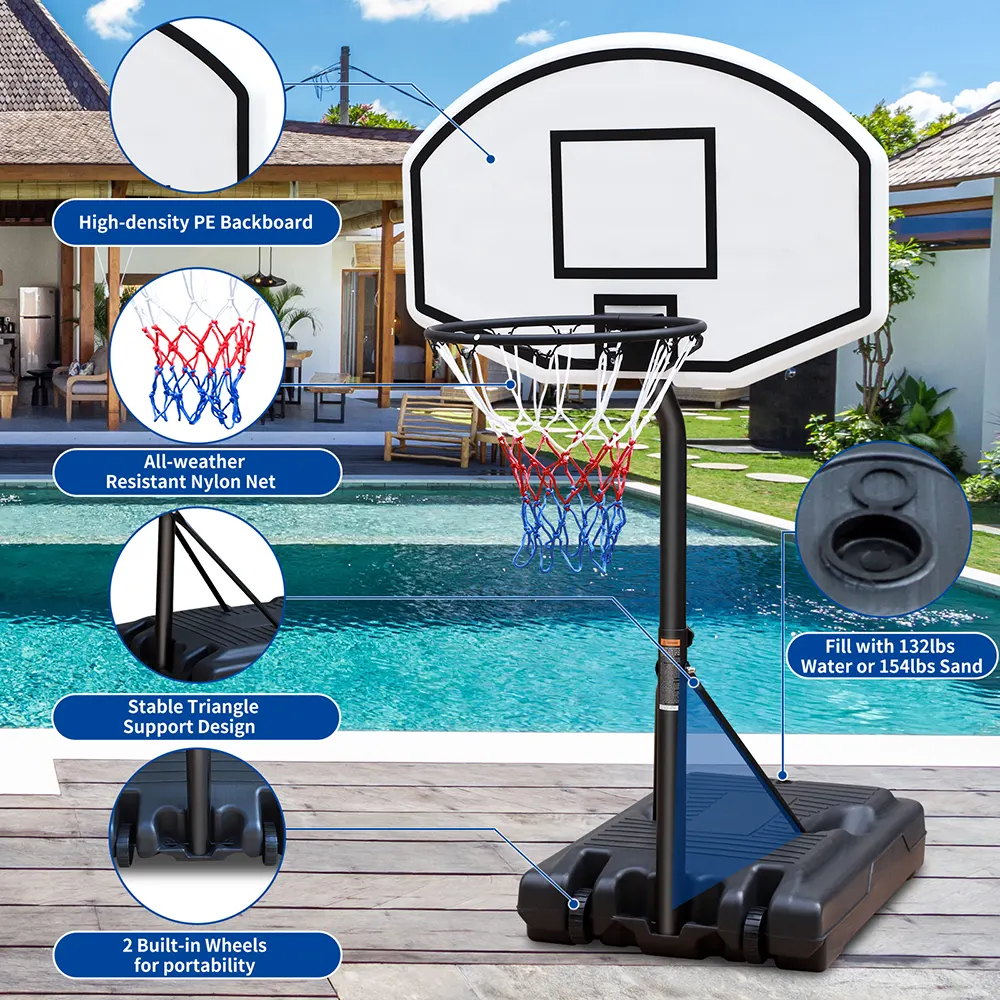 High-density PE Backboard
All-weather
Resistant Nylon Net
Stable Triangle
Support Design
2 Built-in Wheels
for portability
Fill with 132lbs
Water or 154lbs Sand